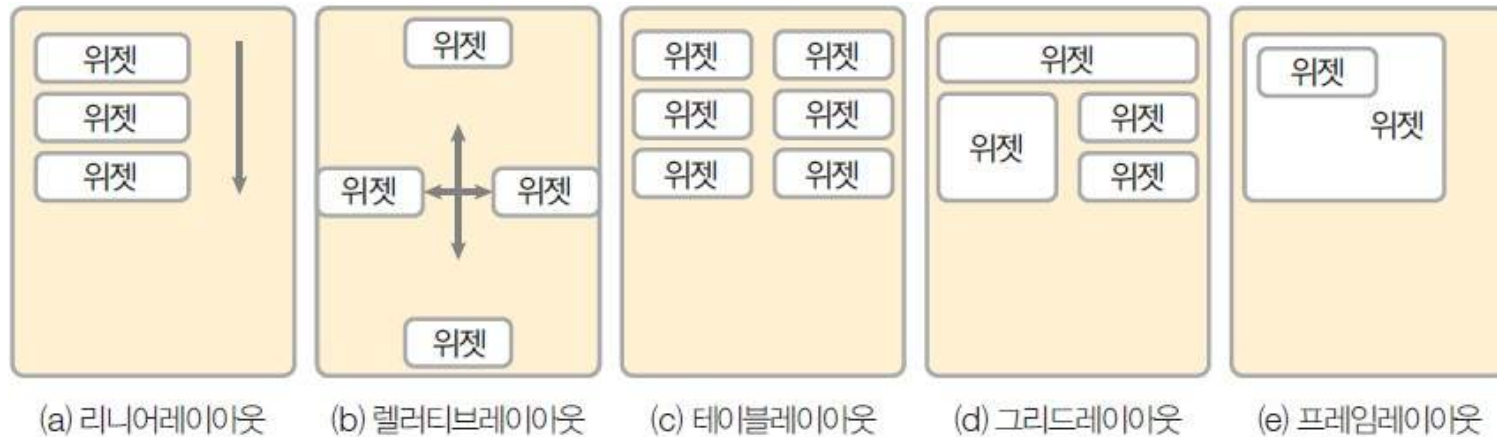 위젯
위젯
위젯
위젯
위젯
위젯
위젯
위젯 위젯
위젯 위젯
위젯 위젯
위젯
위젯
위젯
위젯
위젯
위젯
(a) 리니어레이아웃
(b) 렐러티브레이아웃
(c) 테이블레이아웃
(d) 그리드레이아웃
(e) 프레임레이아웃